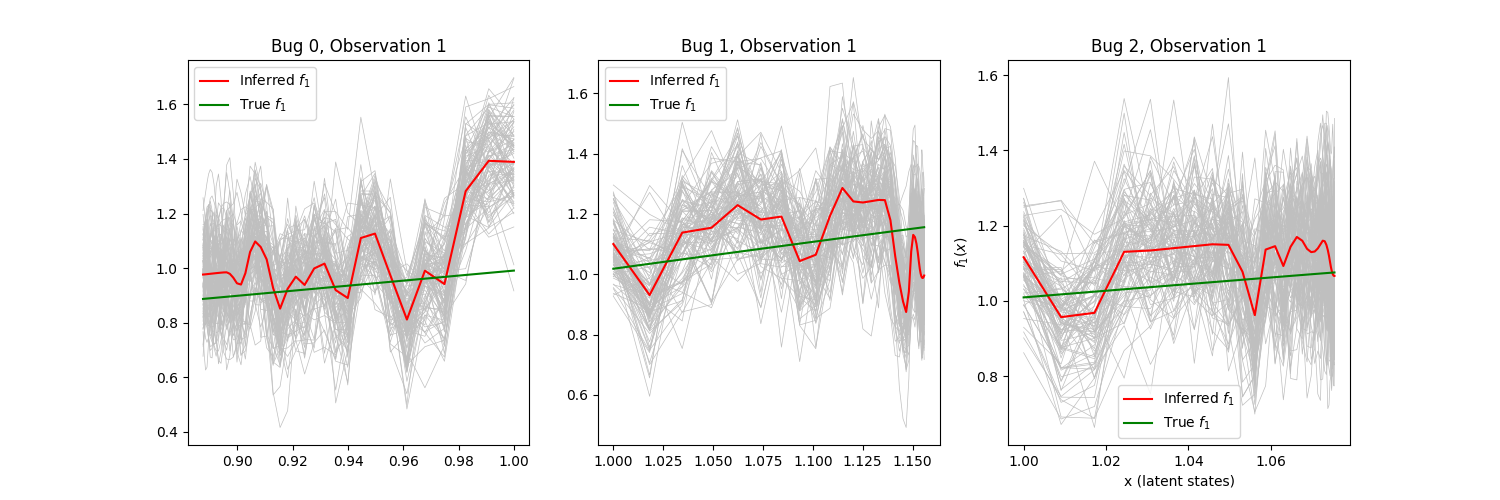 Bug 0, Observation 1
Inferred f₁
True f₁
1.6
1.4
1.2
1.0
0.8
0.6
0.4
0.90 0.92 0.94 0.96 0.98 1.00
Bug 1, Observation 1
Inferred f₁
True f₁
1.6
1.4
1.2
1.0
0.8
0.6
1.000 1.025 1.050 1.075 1.100 1.125 1.150
Bug 2, Observation 1
f₁(x)
1.6
1.4
1.2
1.0
0.8
Inferred f₁
True f₁
1.00 1.02 1.04 1.06
x (latent states)